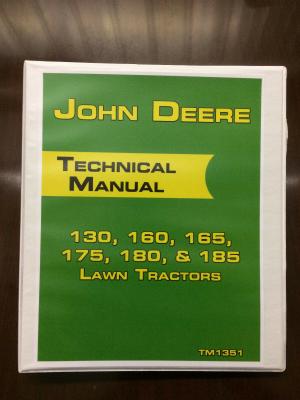 JOHN DEERE
TECHNICAL
MANUAL
130, 160, 165,
175, 180, & 185
LAWN TRACTORS
TM1351